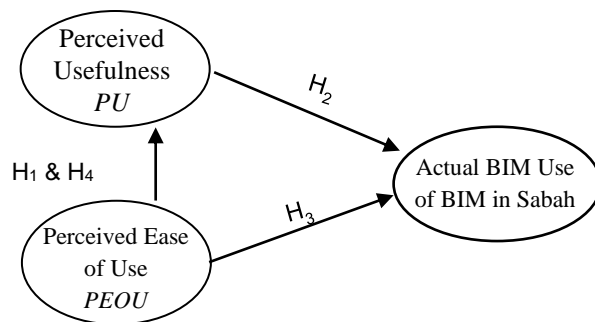 Perceived
Usefulness
PU
H2
Actual BIM Use
of BIM in Sabah
H1 & H4
H3
Perceived Ease
of Use
PEOU